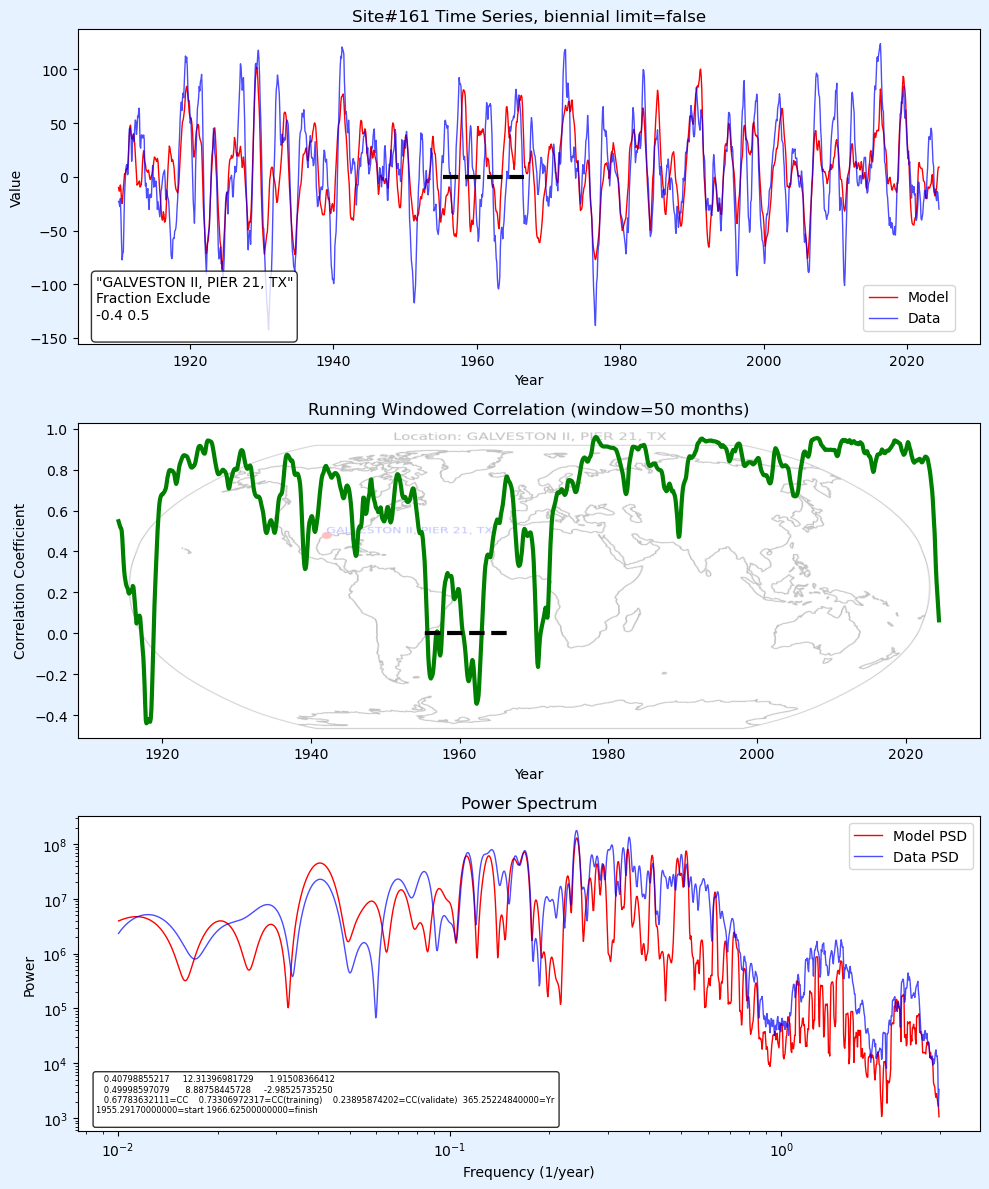 Site#161 Time Series, biennial limit=false
Value
100
50
0
−50
−100
−150
"GALVESTON II, PIER 21, TX"
Fraction Exclude
-0.4 0.5
Model
Data
1920 1940 1960 1980 2000 2020
Year
Running Windowed Correlation (window=50 months)
Location: GALVESTON II, PIER 21, TX
GALVESTON II, PIER 21, TX
Correlation Coefficient
1.0
0.8
0.6
0.4
0.2
0.0
−0.2
−0.4
1920 1940 1960 1980 2000 2020
Year
Power Spectrum
Model PSD
Data PSD
Power
10^8
10^7
10^6
10^5
10^4
10^3
0.40798855217 12.31396981729 1.91508366412
0.49998597079 8.88758445728 -2.98525735250
0.67783632111=CC 0.73306972317=CC(training) 0.23895874202=CC(validate) 365.25224840000=Yr
1955.29170000000=start 1966.62500000000=finish
10^−2 10^−1 10^0
Frequency (1/year)